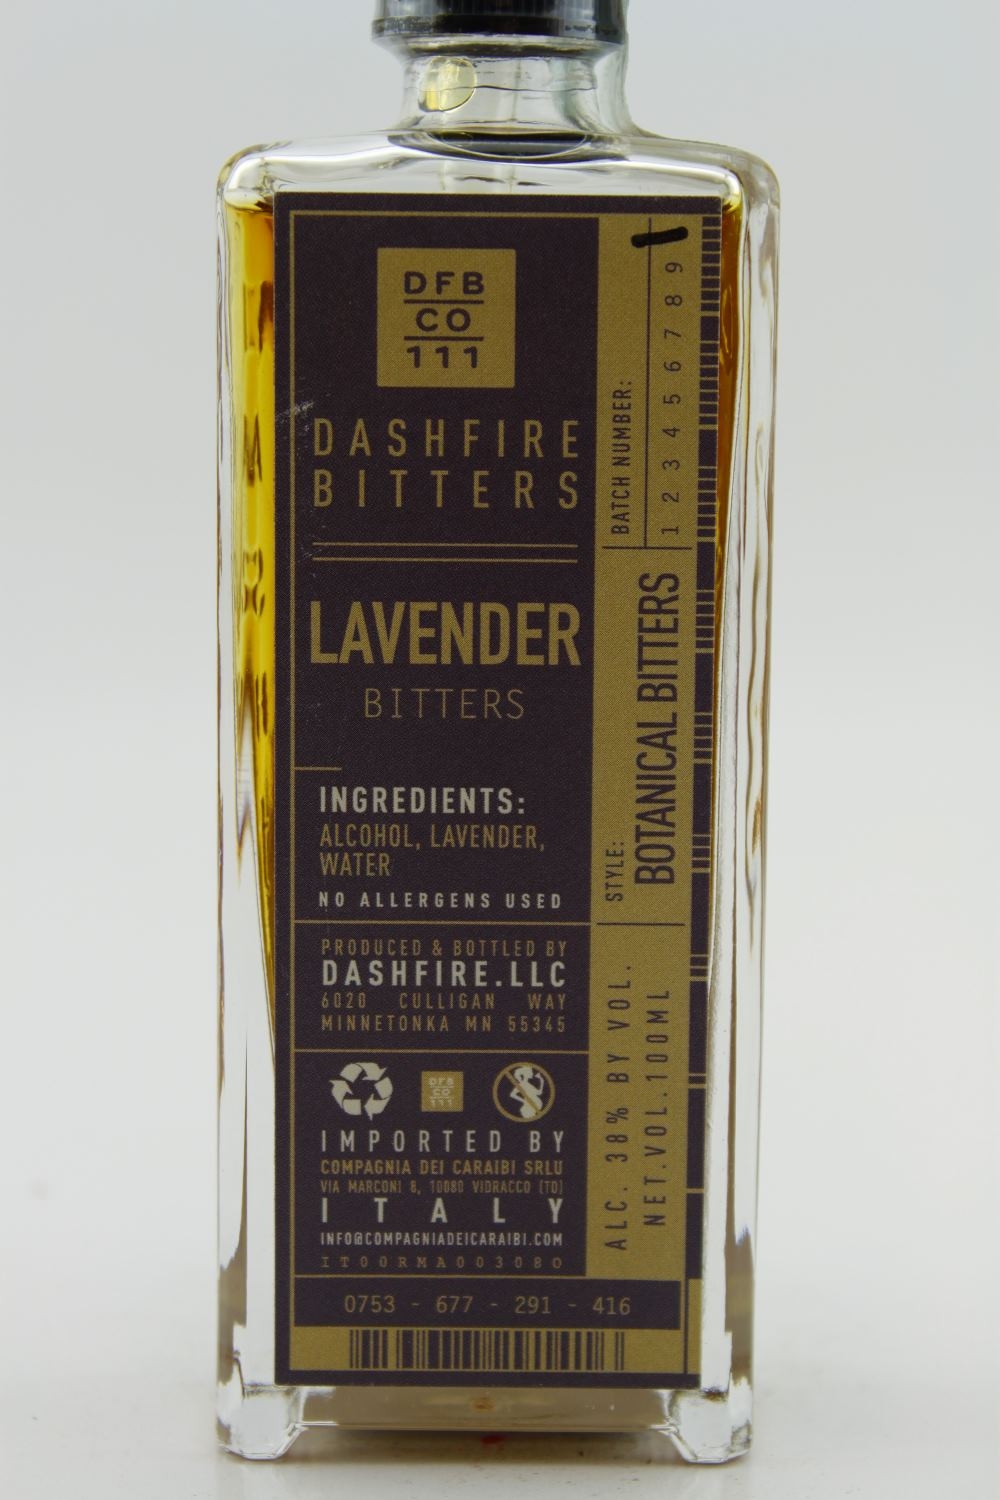 DFB
CO
111
DASHFIRE
BITTERS
LAVENDER
BITTERS
INGREDIENTS:
ALCOHOL, LAVENDER,
WATER
NO ALLERGENS USED
PRODUCED & BOTTLED BY
DASHFIRE.LLC
6020 CULLIGAN WAY
MINNETONKA MN 55345
DFB
CO
111
IMPORTED BY
COMPAGNIA DEI CARAIBI SRLU
VIA MARCONI 8, 10080 VIDRACCO (TO)
ITALY
INFO@COMPAGNIADEICARAIBI.COM
IT00RMA003080
0753 - 677 - 291 - 416
BATCH NUMBER:
1 2 3 4 5 6 7 8 9
STYLE:
BOTANICAL BITTERS
ALC. 38% BY VOL.
NET.VOL.100ML